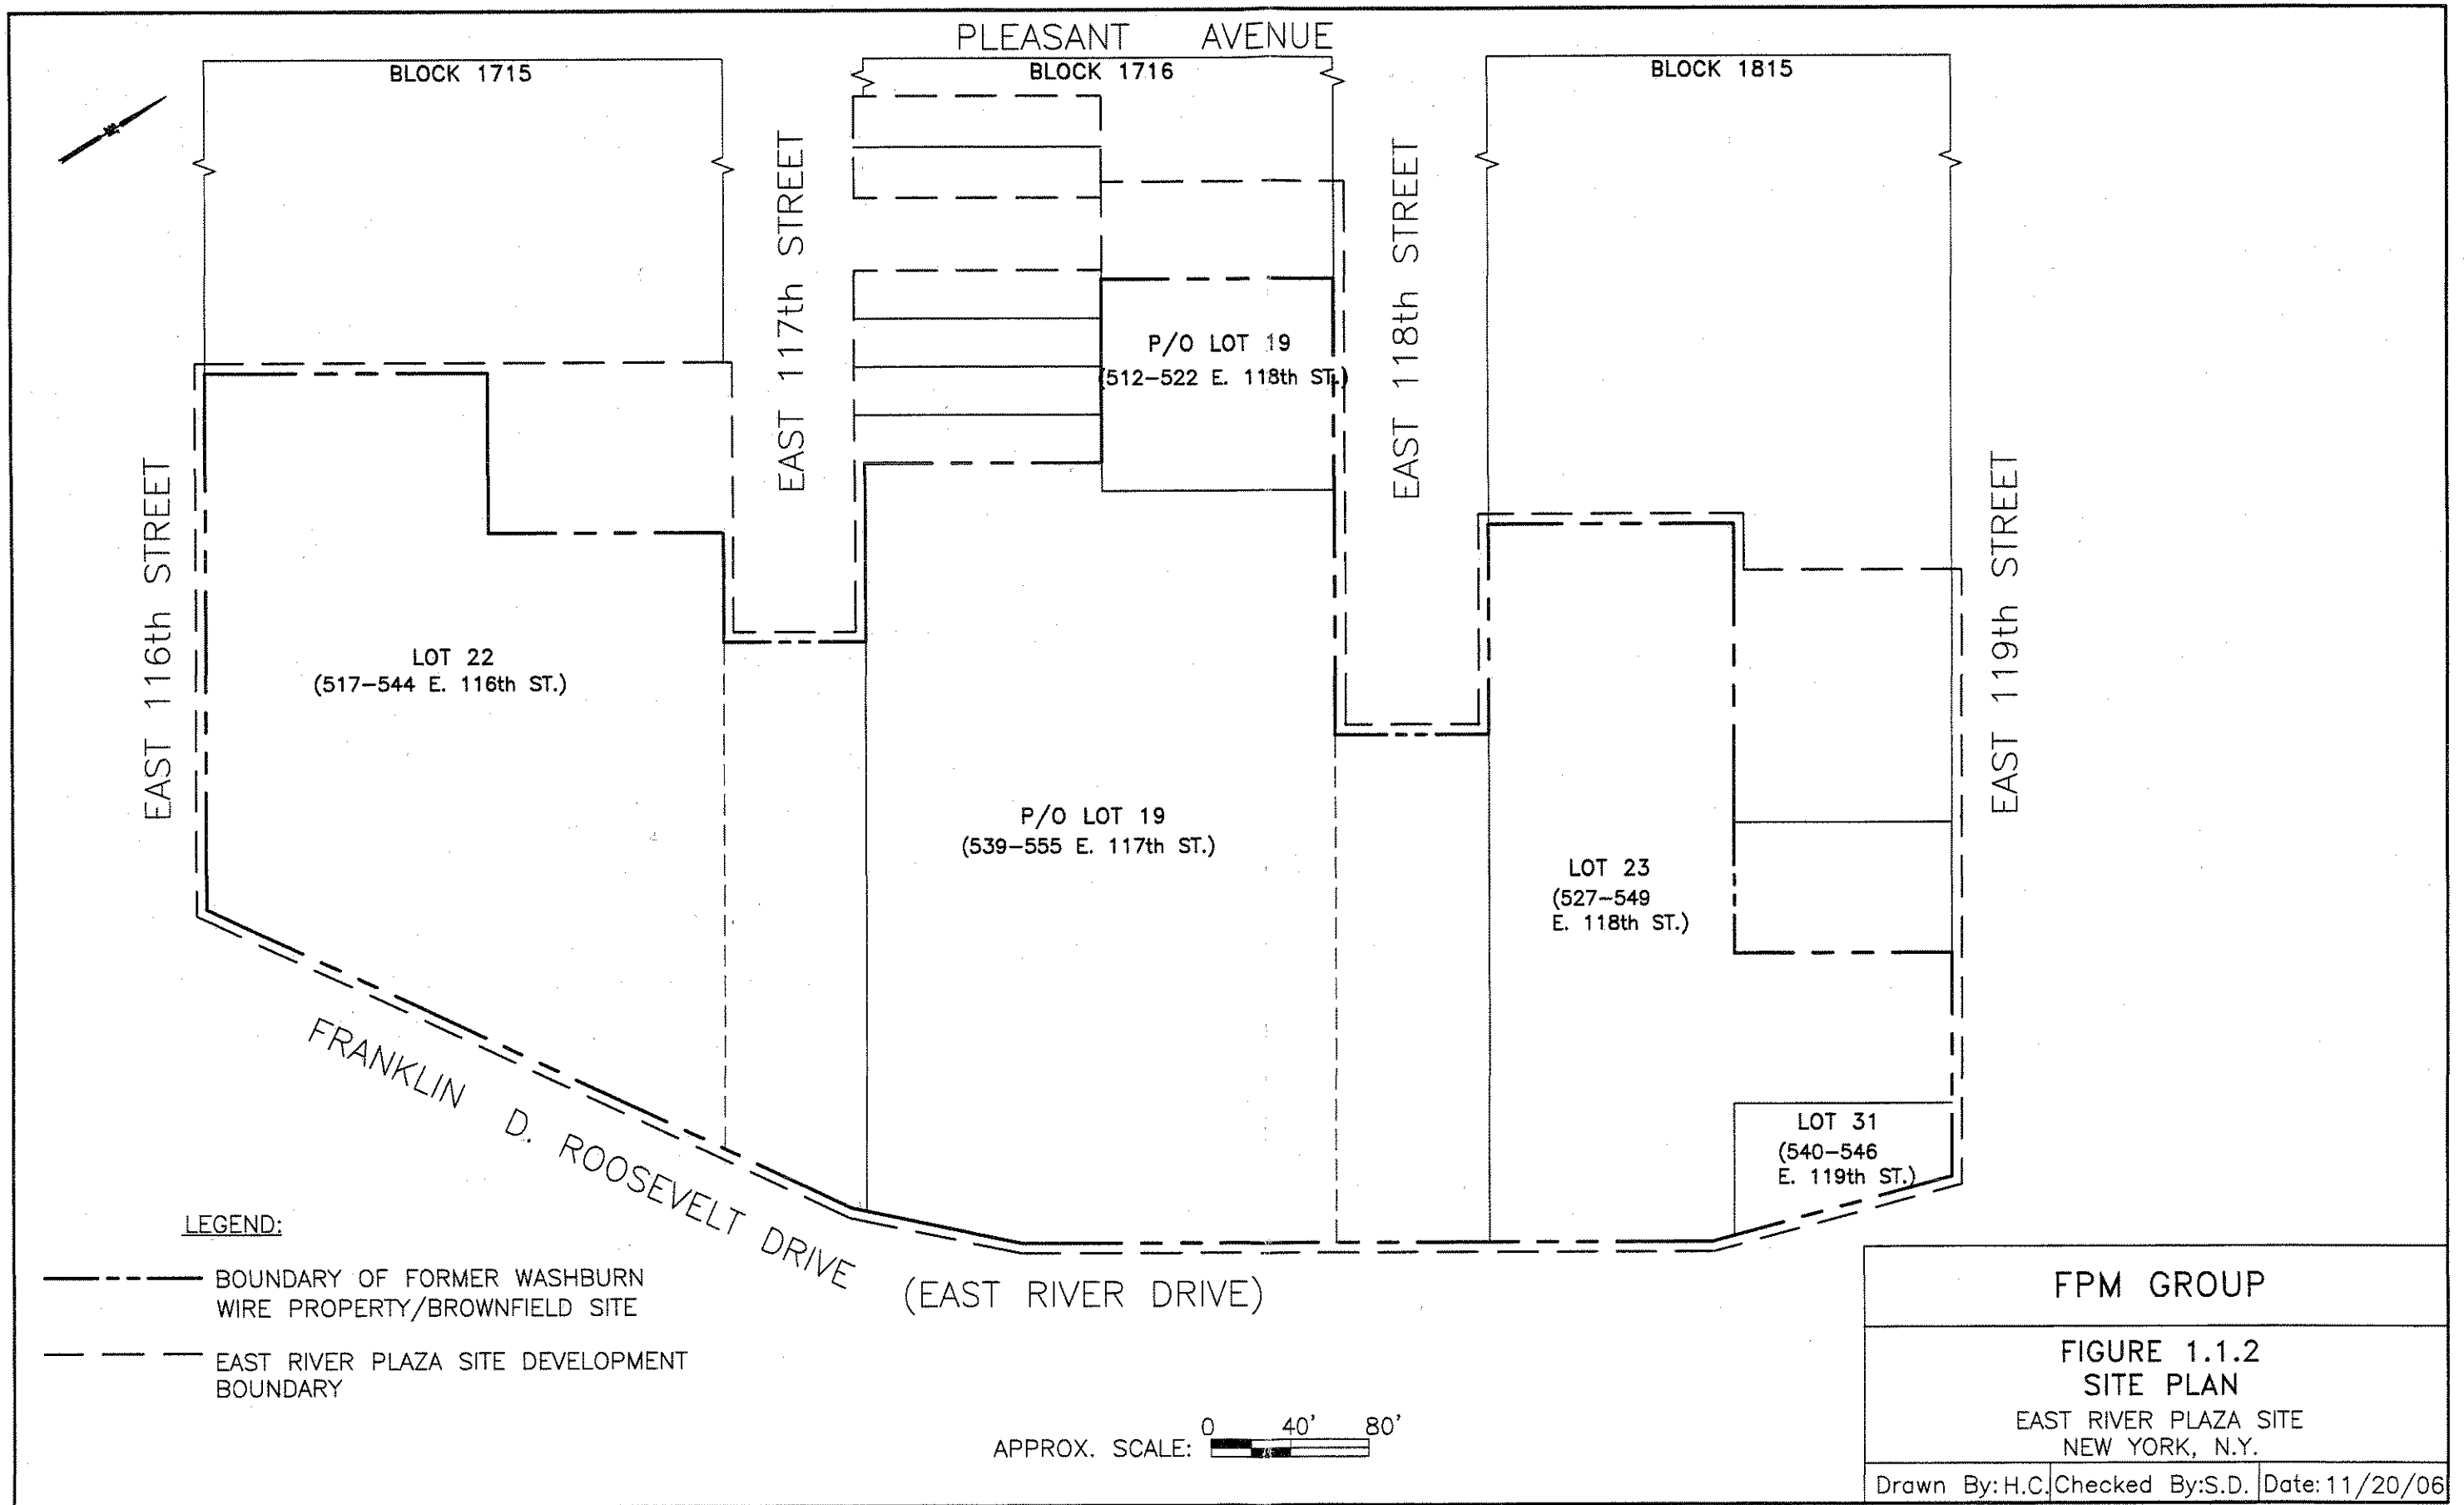 PLEASANT AVENUE
BLOCK 1715
BLOCK 1716
BLOCK 1815
EAST 116th STREET
EAST 117th STREET
EAST 118th STREET
EAST 119th STREET
P/O LOT 19
(512-522 E. 118th ST.)
LOT 22
(517-544 E. 116th ST.)
P/O LOT 19
(539-555 E. 117th ST.)
LOT 23
(527-549
E. 118th ST.)
LOT 31
(540-546
E. 119th ST.)
FRANKLIN D. ROOSEVELT DRIVE
(EAST RIVER DRIVE)
LEGEND:
BOUNDARY OF FORMER WASHBURN
WIRE PROPERTY/BROWNFIELD SITE
EAST RIVER PLAZA SITE DEVELOPMENT
BOUNDARY
0 40' 80'
APPROX. SCALE:
FPM GROUP
FIGURE 1.1.2
SITE PLAN
EAST RIVER PLAZA SITE
NEW YORK, N.Y.
Drawn By: H.C. Checked By:S.D. Date: 11/20/06